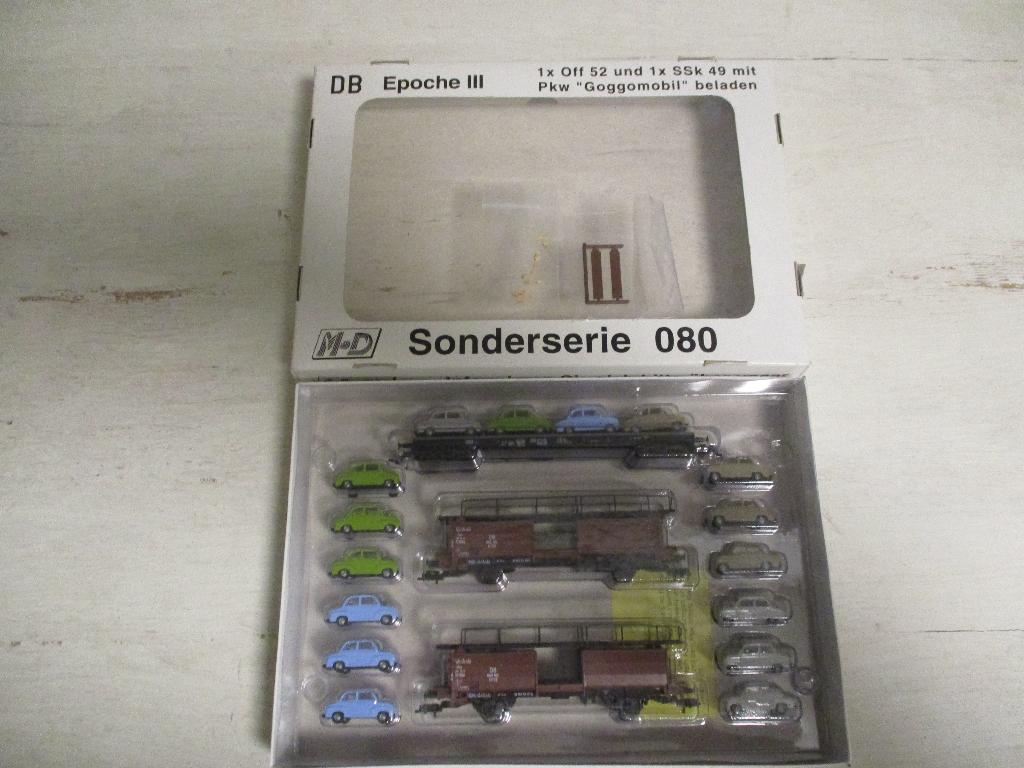 DB Epoche III
1x Off 52 und 1x SSk 49 mit
Pkw "Goggomobil" beladen
M+D Sonderserie 080